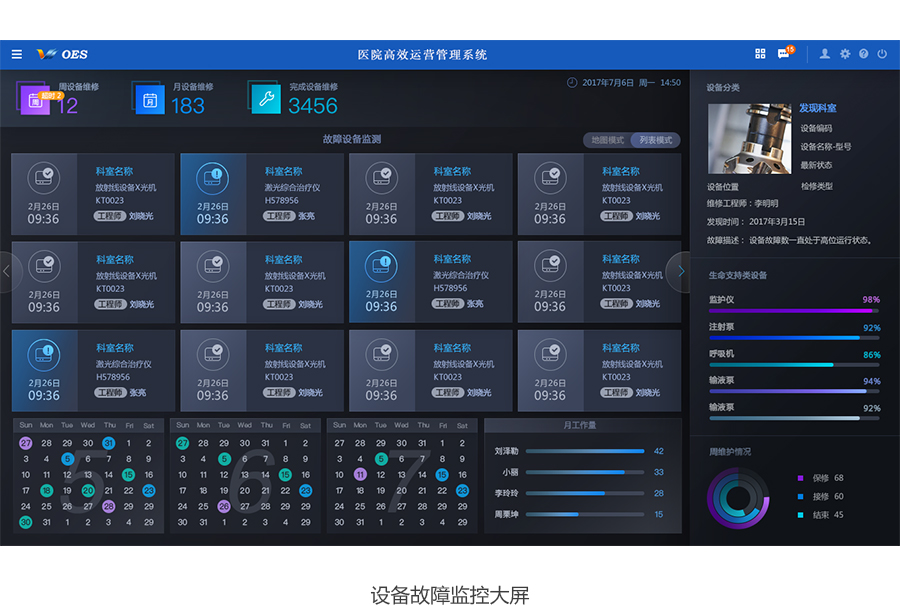 OES
医院高效运营管理系统
15
周设备维修
超时 2
12
月设备维修
183
完成设备维修
3456
2017年7月6日 周一 14:50
故障设备监测
地图模式 列表模式
科室名称
放射线设备X光机
KT0023
工程师 刘晓光
2月26日
09:36
科室名称
激光综合治疗仪
H578956
工程师 张亮
2月26日
09:36
科室名称
放射线设备X光机
KT0023
工程师 刘晓光
2月26日
09:36
科室名称
放射线设备X光机
KT0023
工程师 刘晓光
2月26日
09:36
科室名称
放射线设备X光机
KT0023
工程师 刘晓光
2月26日
09:36
科室名称
放射线设备X光机
KT0023
工程师 刘晓光
2月26日
09:36
科室名称
激光综合治疗仪
H578956
工程师 张亮
2月26日
09:36
科室名称
放射线设备X光机
KT0023
工程师 刘晓光
2月26日
09:36
科室名称
激光综合治疗仪
H578956
工程师 张亮
2月26日
09:36
科室名称
放射线设备X光机
KT0023
工程师 刘晓光
2月26日
09:36
科室名称
放射线设备X光机
KT0023
工程师 刘晓光
2月26日
09:36
科室名称
放射线设备X光机
KT0023
工程师 刘晓光
2月26日
09:36
5
Sun Mon Tue Wed Thu Fri Sat
27 28 29 30 31 1 2
3 4 5 6 7 8 9
10 11 12 13 14 15 16
17 18 19 20 21 22 23
24 25 26 27 28 29 29
30 31 1 2 3 4 29
6
Sun Mon Tue Wed Thu Fri Sat
27 28 29 30 31 1 2
3 4 5 6 7 8 9
10 11 12 13 14 15 16
17 18 19 20 21 22 23
24 25 26 27 28 29 29
30 31 1 2 3 4 29
7
Sun Mon Tue Wed Thu Fri Sat
27 28 29 30 31 1 2
3 4 5 6 7 8 9
10 11 12 13 14 15 16
17 18 19 20 21 22 23
24 25 26 27 28 29 29
30 31 1 2 3 4 29
月工作量
刘泽勒 42
小丽 33
李玲玲 28
周栗坤 15
设备分类
发现科室
设备编码
设备名称-型号
最新状态
设备位置 检修类型
维修工程师：李明明
发现时间： 2017年3月15日
故障描述： 设备故障数一直处于高位运行状态。
生命支持类设备
监护仪 98%
注射泵 92%
呼吸机 86%
输液泵 94%
输液泵 92%
周维护情况
保修 68
接修 60
结束 45
设备故障监控大屏